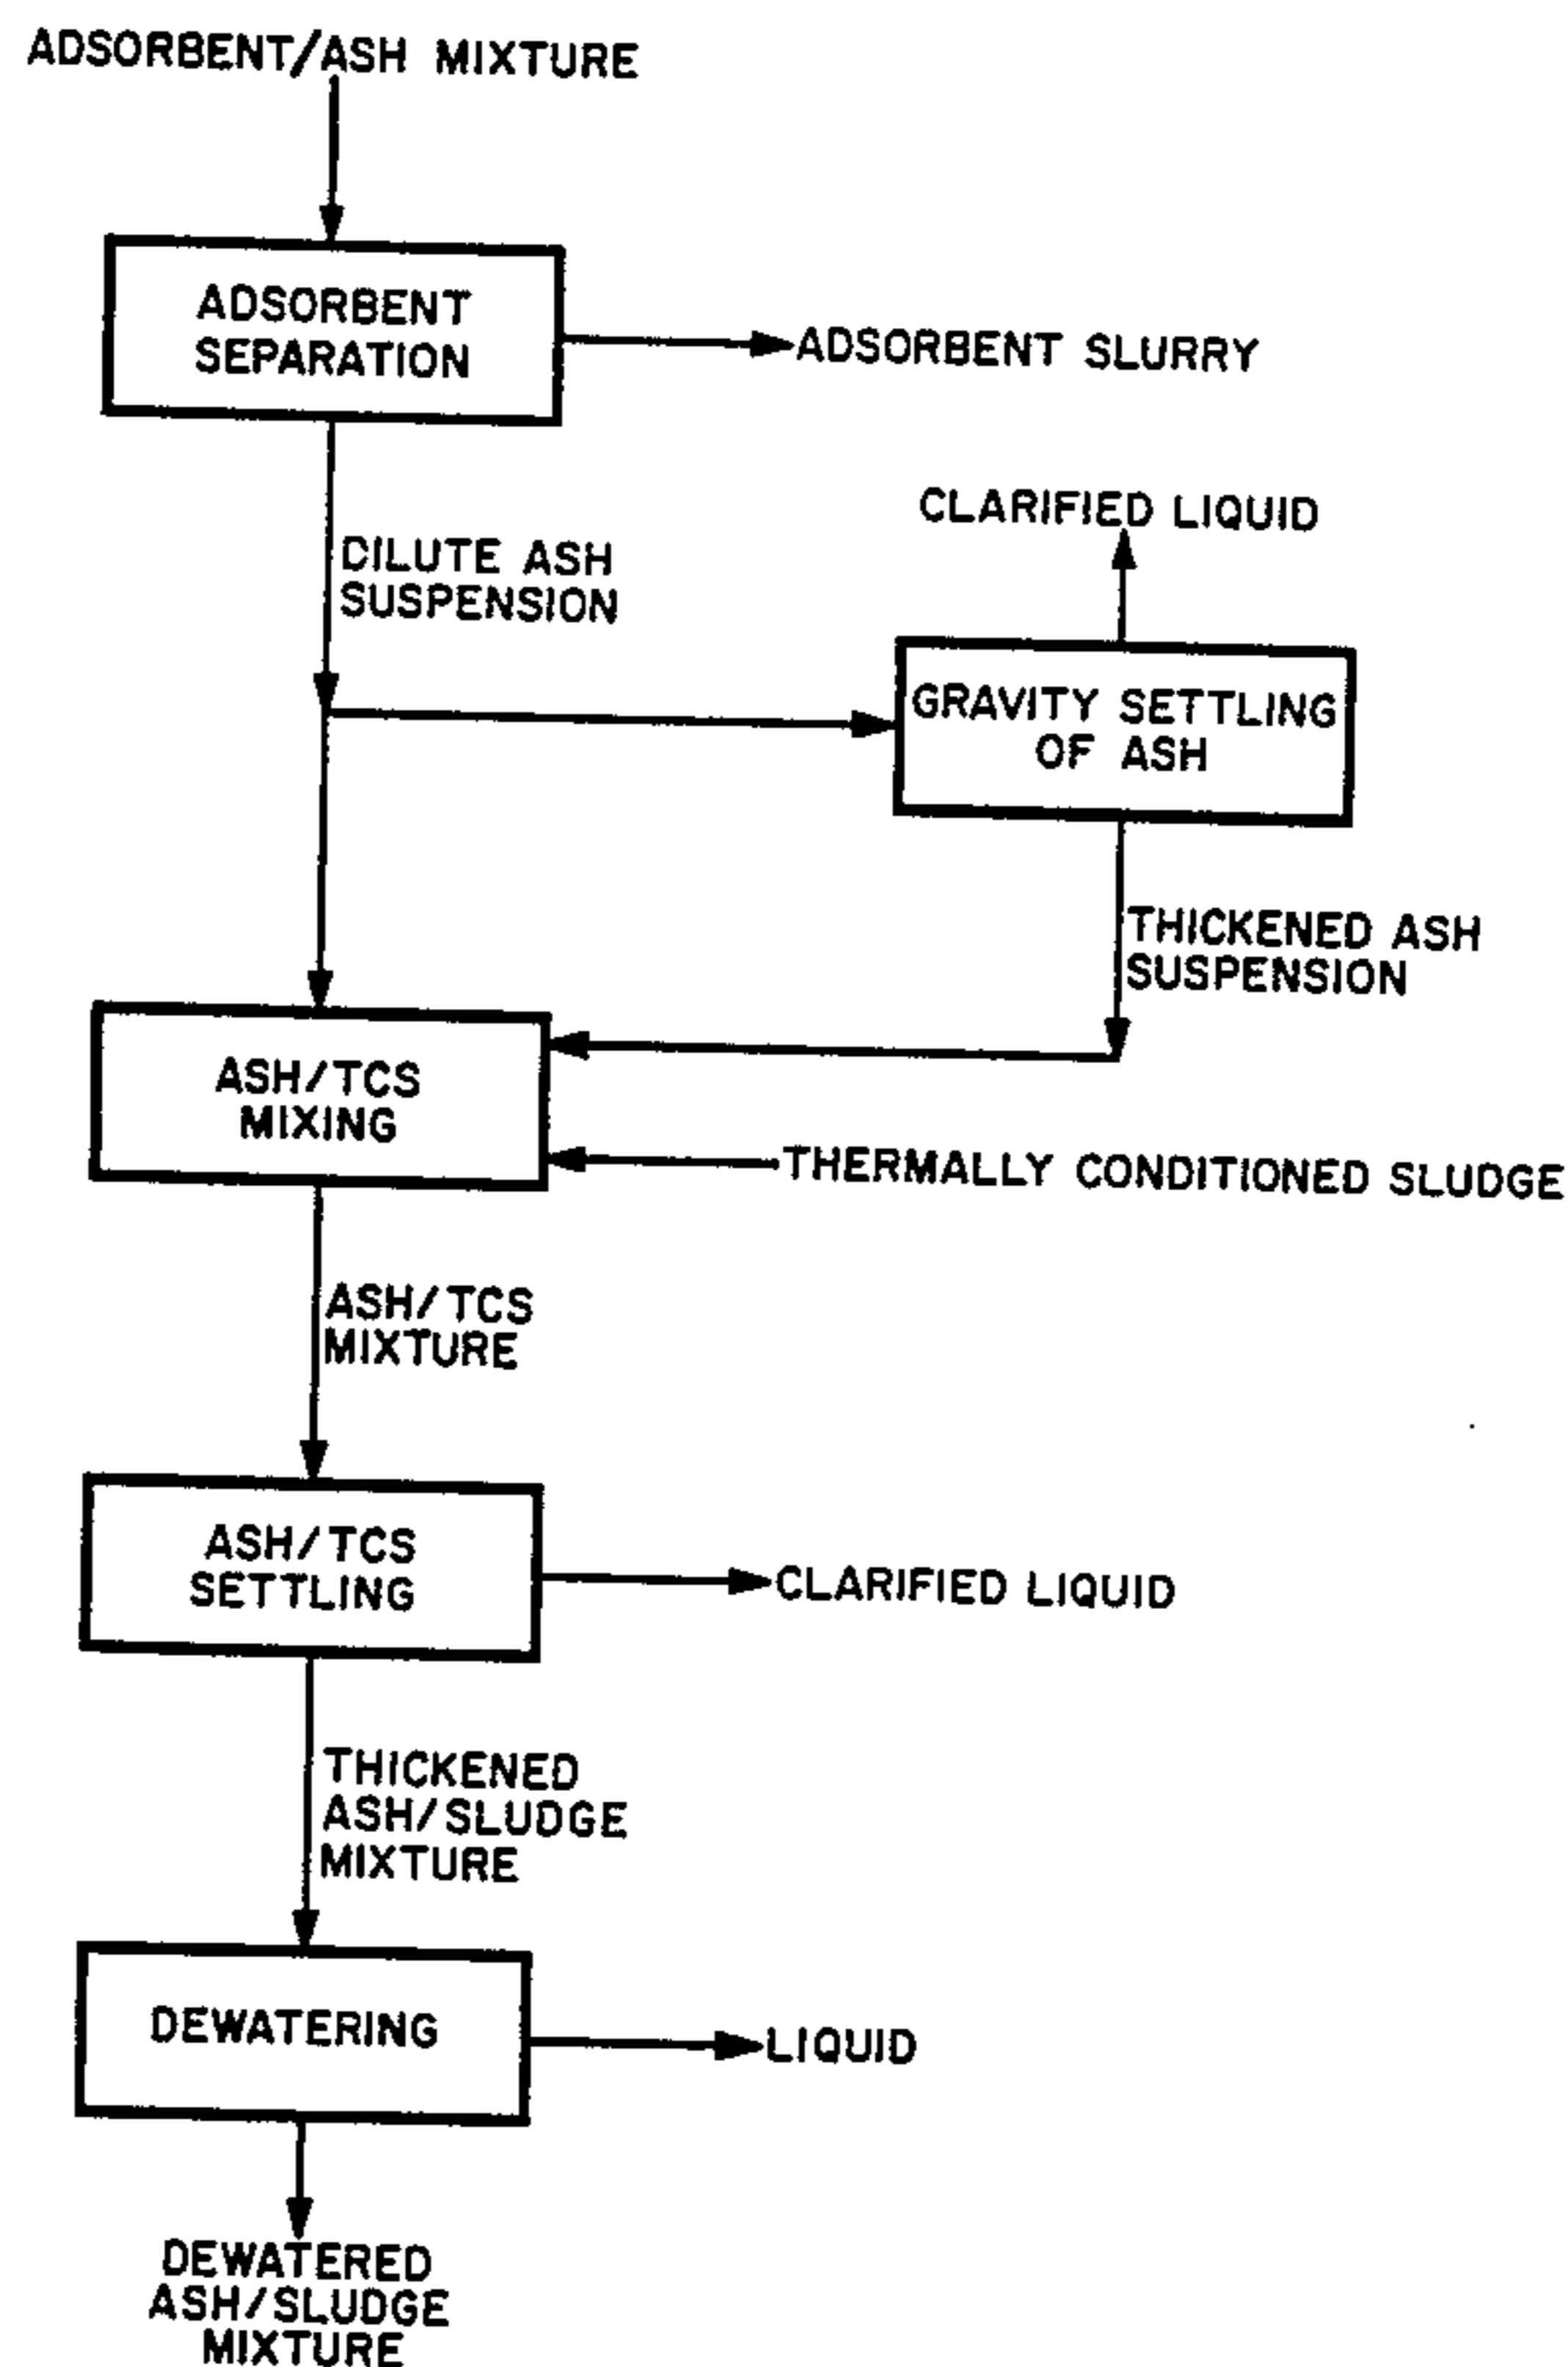 ADSORBENT/ASH MIXTURE
ADSORBENT
SEPARATION
ADSORBENT SLURRY
CLARIFIED LIQUID
DILUTE ASH
SUSPENSION
GRAVITY SETTLING
OF ASH
THICKENED ASH
SUSPENSION
ASH/TCS
MIXING
THERMALLY CONDITIONED SLUDGE
ASH/TCS
MIXTURE
ASH/TCS
SETTLING
CLARIFIED LIQUID
THICKENED
ASH/SLUDGE
MIXTURE
DEWATERING
LIQUID
DEWATERED
ASH/SLUDGE
MIXTURE